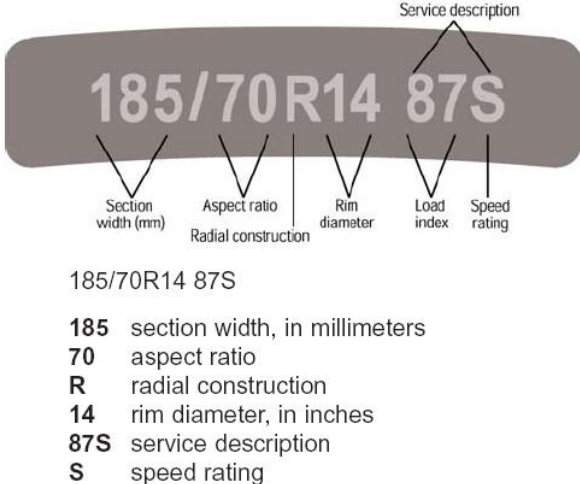 Service description
185/70R14 87S
Section width (mm)
Aspect ratio
Radial construction
Rim diameter
Load index
Speed rating
185/70R14 87S
185 section width, in millimeters
70 aspect ratio
R radial construction
14 rim diameter, in inches
87S service description
S speed rating